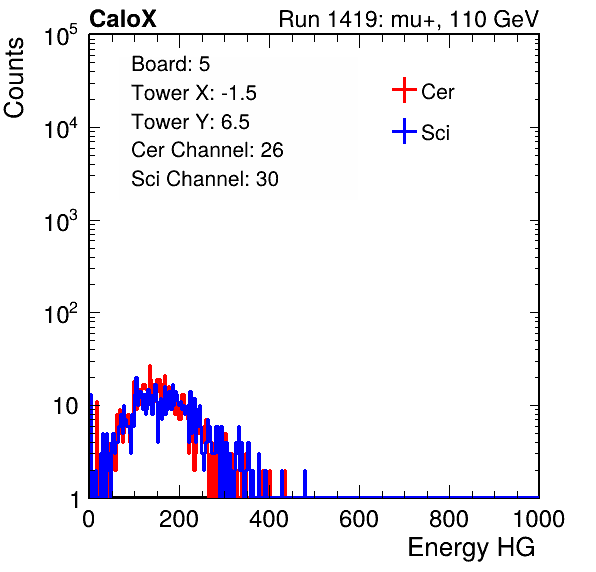 CaloX Run 1419: mu+, 110 GeV
Board: 5
Tower X: -1.5
Tower Y: 6.5
Cer Channel: 26
Sci Channel: 30
Cer
Sci
Counts
10^5
10^4
10^3
10^2
10
1
0 200 400 600 800 1000
Energy HG